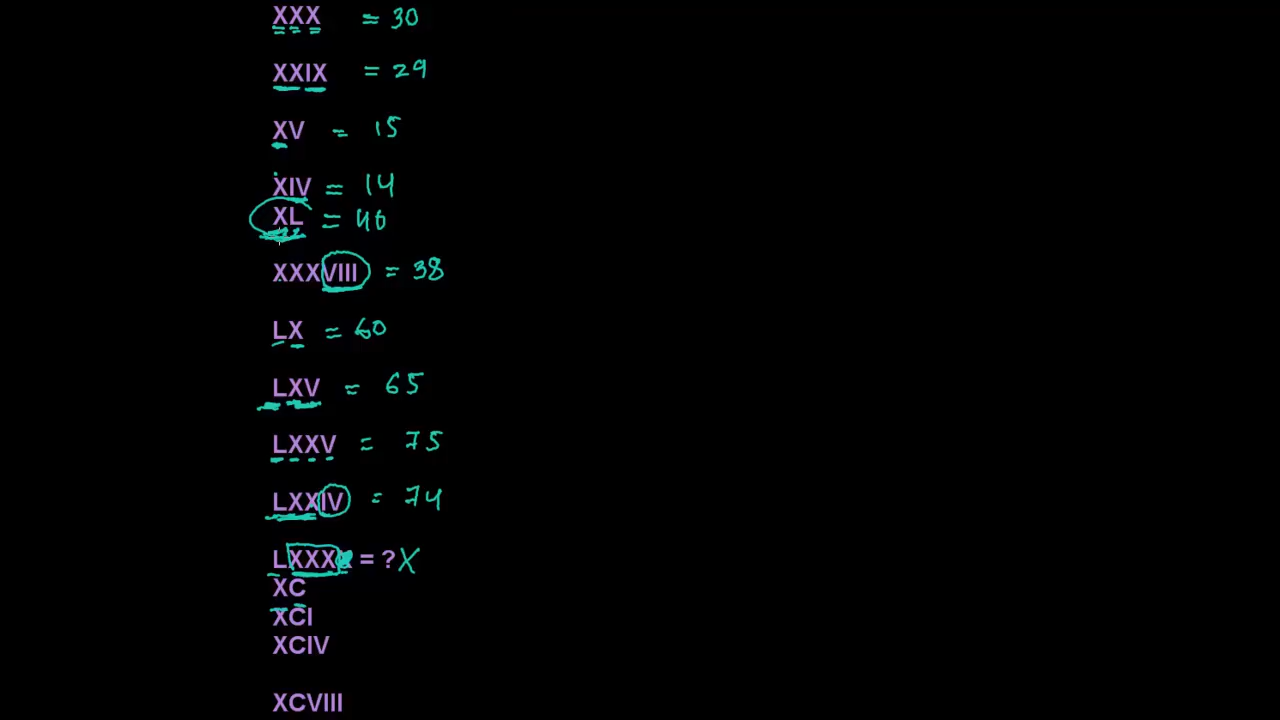 XXX = 30
XXIX = 29
XV = 15
XIV = 14
XL = 40
XXXVIII = 38
LX = 60
LXV = 65
LXXV = 75
LXXIV = 74
LXXXX = ? X
XC
XCI
XCIV
XCVIII